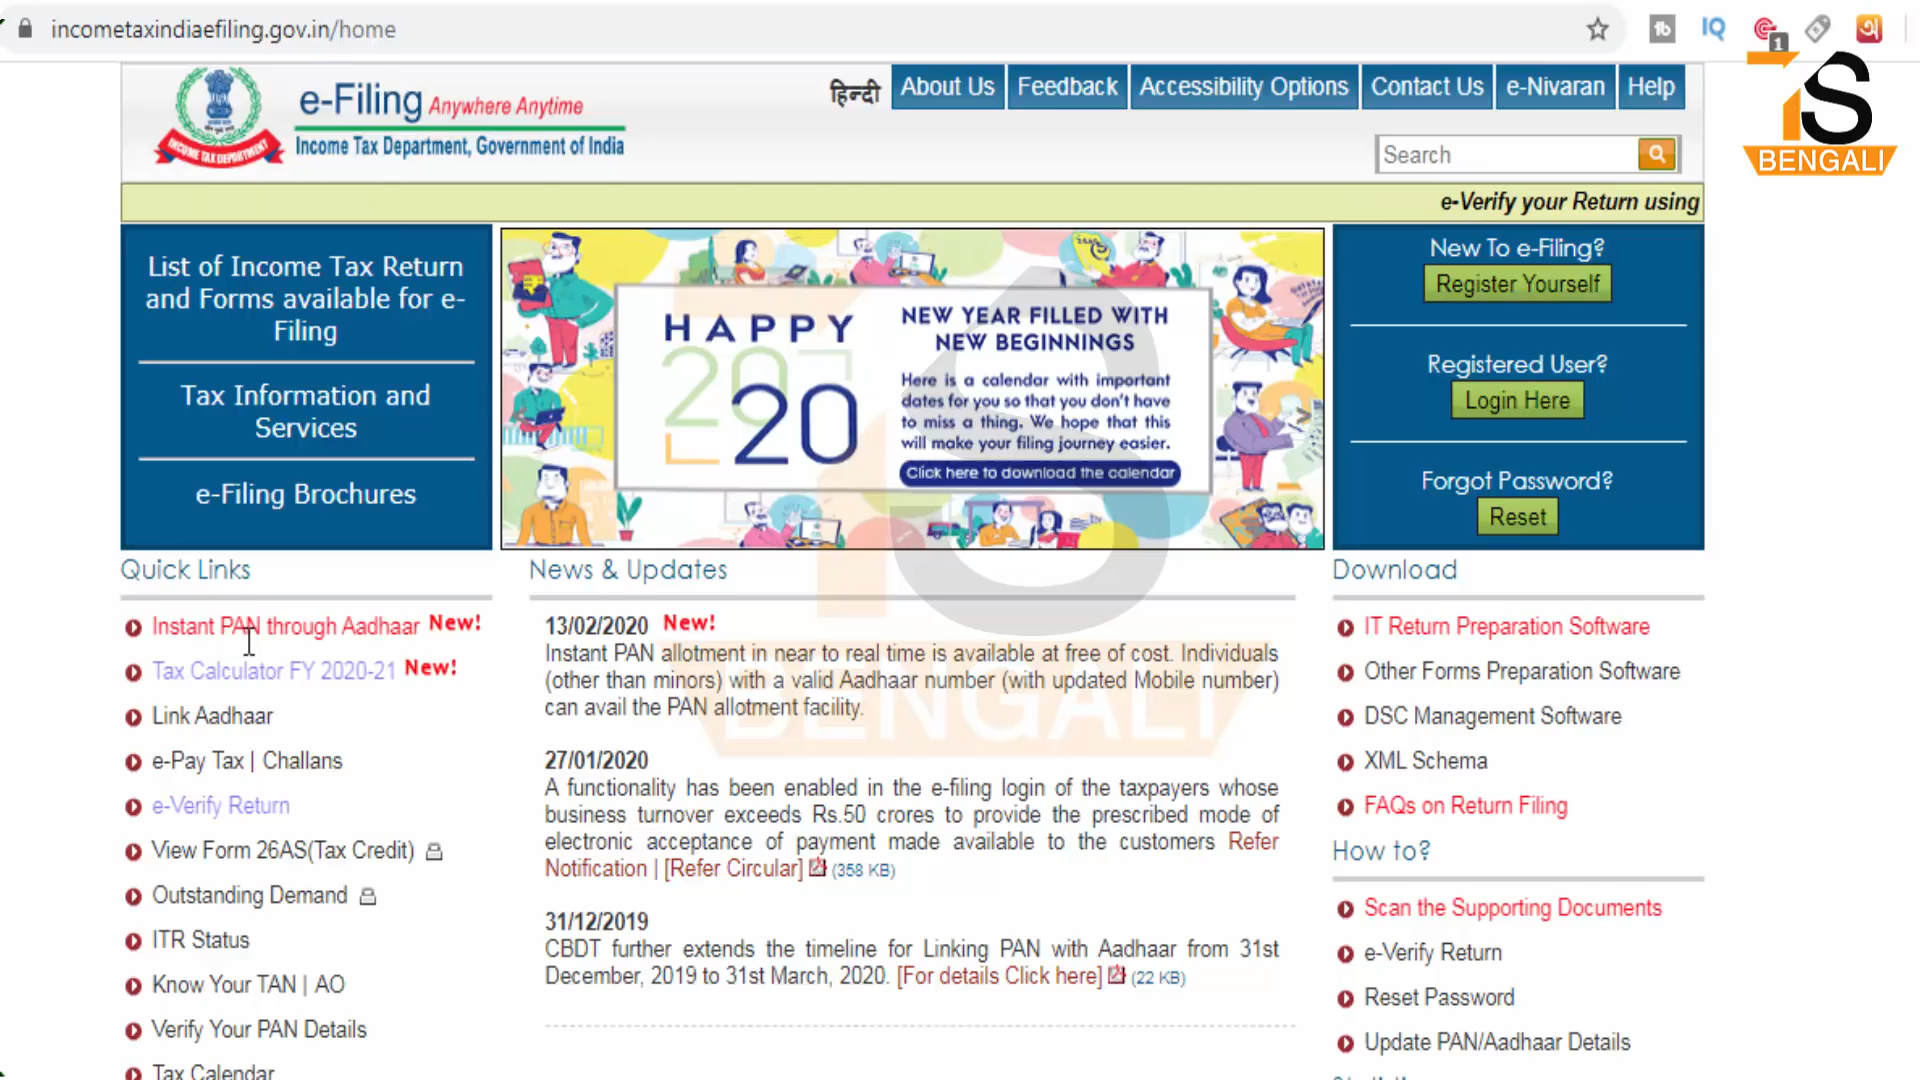 incometaxindiaefiling.gov.in/home
IQ
1
S
BENGALI
e-Filing Anywhere Anytime
Income Tax Department, Government of India
INCOME TAX DEPARTMENT
हिन्दी
About Us
Feedback
Accessibility Options
Contact Us
e-Nivaran
Help
Search
e-Verify your Return using
List of Income Tax Return
and Forms available for e-
Filing
Tax Information and
Services
e-Filing Brochures
HAPPY
20
20
NEW YEAR FILLED WITH
NEW BEGINNINGS
Here is a calendar with important
dates for you so that you don't have
to miss a thing. We hope that this
will make your filing journey easier.
Click here to download the calendar
New To e-Filing?
Register Yourself
Registered User?
Login Here
Forgot Password?
Reset
Quick Links
Instant PAN through Aadhaar New!
Tax Calculator FY 2020-21 New!
Link Aadhaar
e-Pay Tax | Challans
e-Verify Return
View Form 26AS(Tax Credit)
Outstanding Demand
ITR Status
Know Your TAN | AO
Verify Your PAN Details
Tax Calendar
News & Updates
13/02/2020 New!
Instant PAN allotment in near to real time is available at free of cost. Individuals
(other than minors) with a valid Aadhaar number (with updated Mobile number)
can avail the PAN allotment facility.
27/01/2020
A functionality has been enabled in the e-filing login of the taxpayers whose
business turnover exceeds Rs.50 crores to provide the prescribed mode of
electronic acceptance of payment made available to the customers Refer
Notification | [Refer Circular] (358 KB)
31/12/2019
CBDT further extends the timeline for Linking PAN with Aadhaar from 31st
December, 2019 to 31st March, 2020. [For details Click here] (22 KB)
S
BENGALI
Download
IT Return Preparation Software
Other Forms Preparation Software
DSC Management Software
XML Schema
FAQs on Return Filing
How to?
Scan the Supporting Documents
e-Verify Return
Reset Password
Update PAN/Aadhaar Details